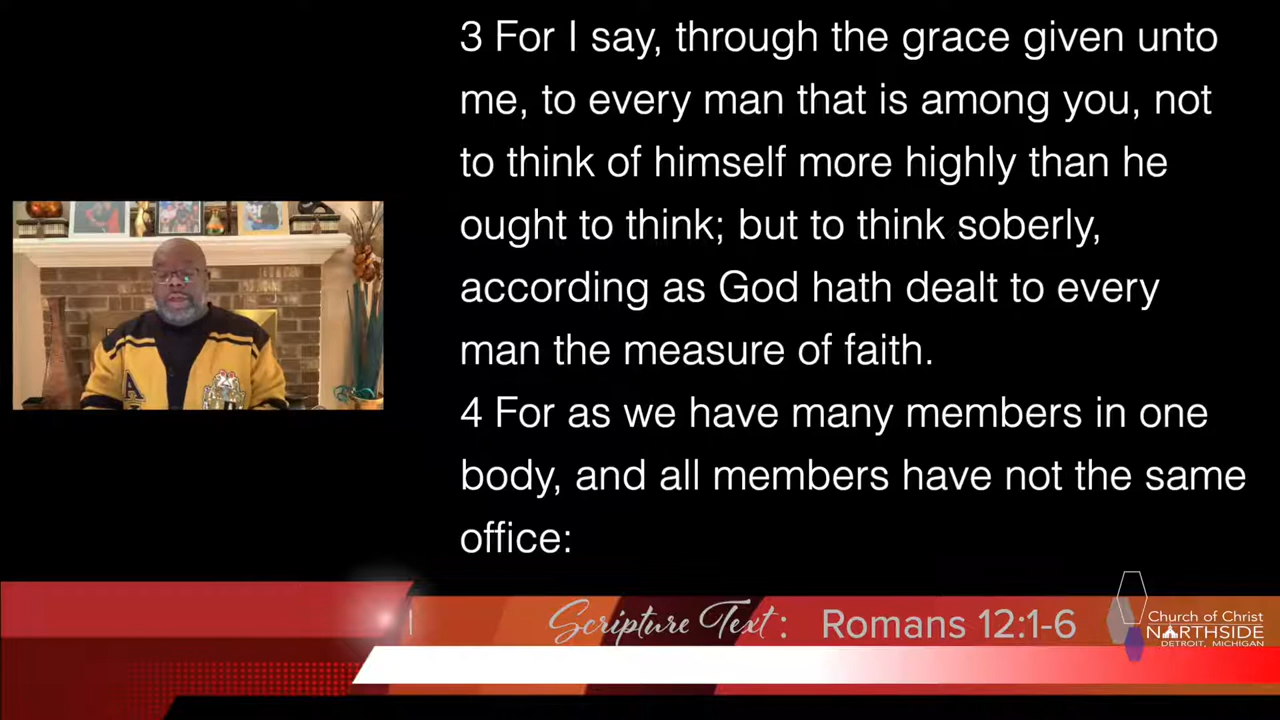 3 For I say, through the grace given unto
me, to every man that is among you, not
to think of himself more highly than he
ought to think; but to think soberly,
according as God hath dealt to every
man the measure of faith.
4 For as we have many members in one
body, and all members have not the same
office:
Scripture Text: Romans 12:1-6
Church of Christ
NORTHSIDE
DETROIT, MICHIGAN
A